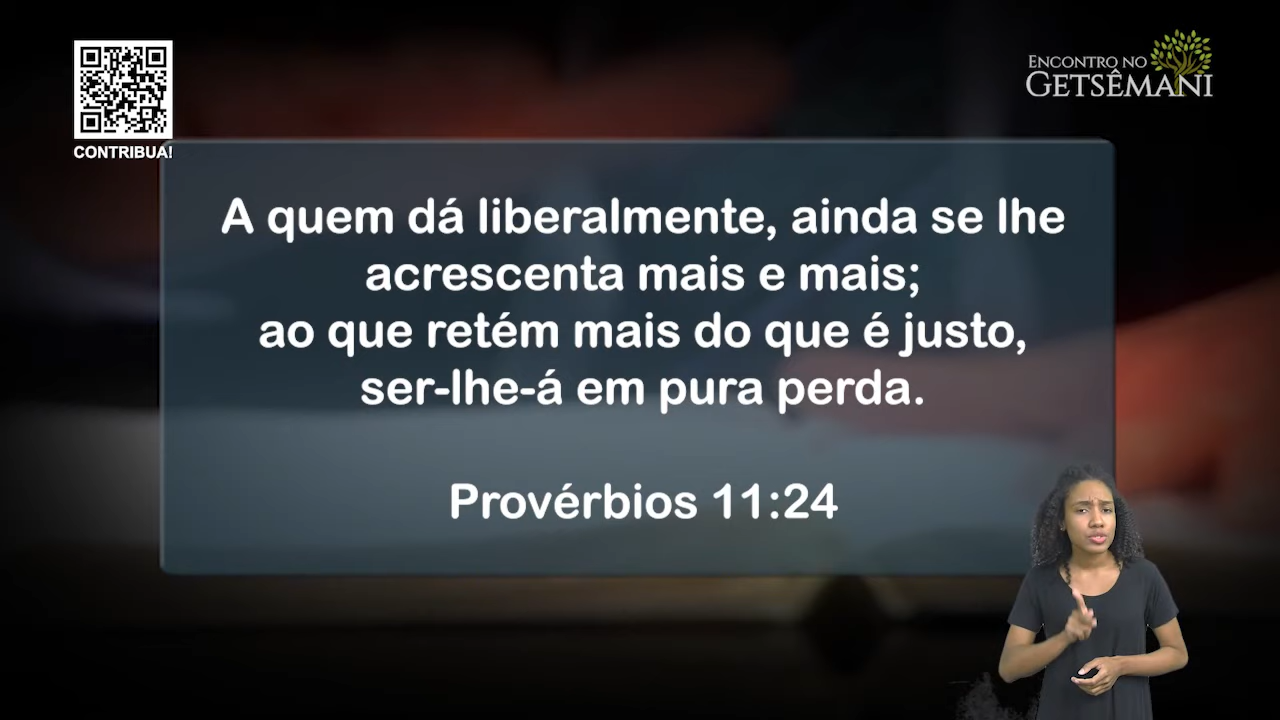 CONTRIBUA!
ENCONTRO NO
GETSÊMANI
A quem dá liberalmente, ainda se lhe
acrescenta mais e mais;
ao que retém mais do que é justo,
ser-lhe-á em pura perda.
Provérbios 11:24